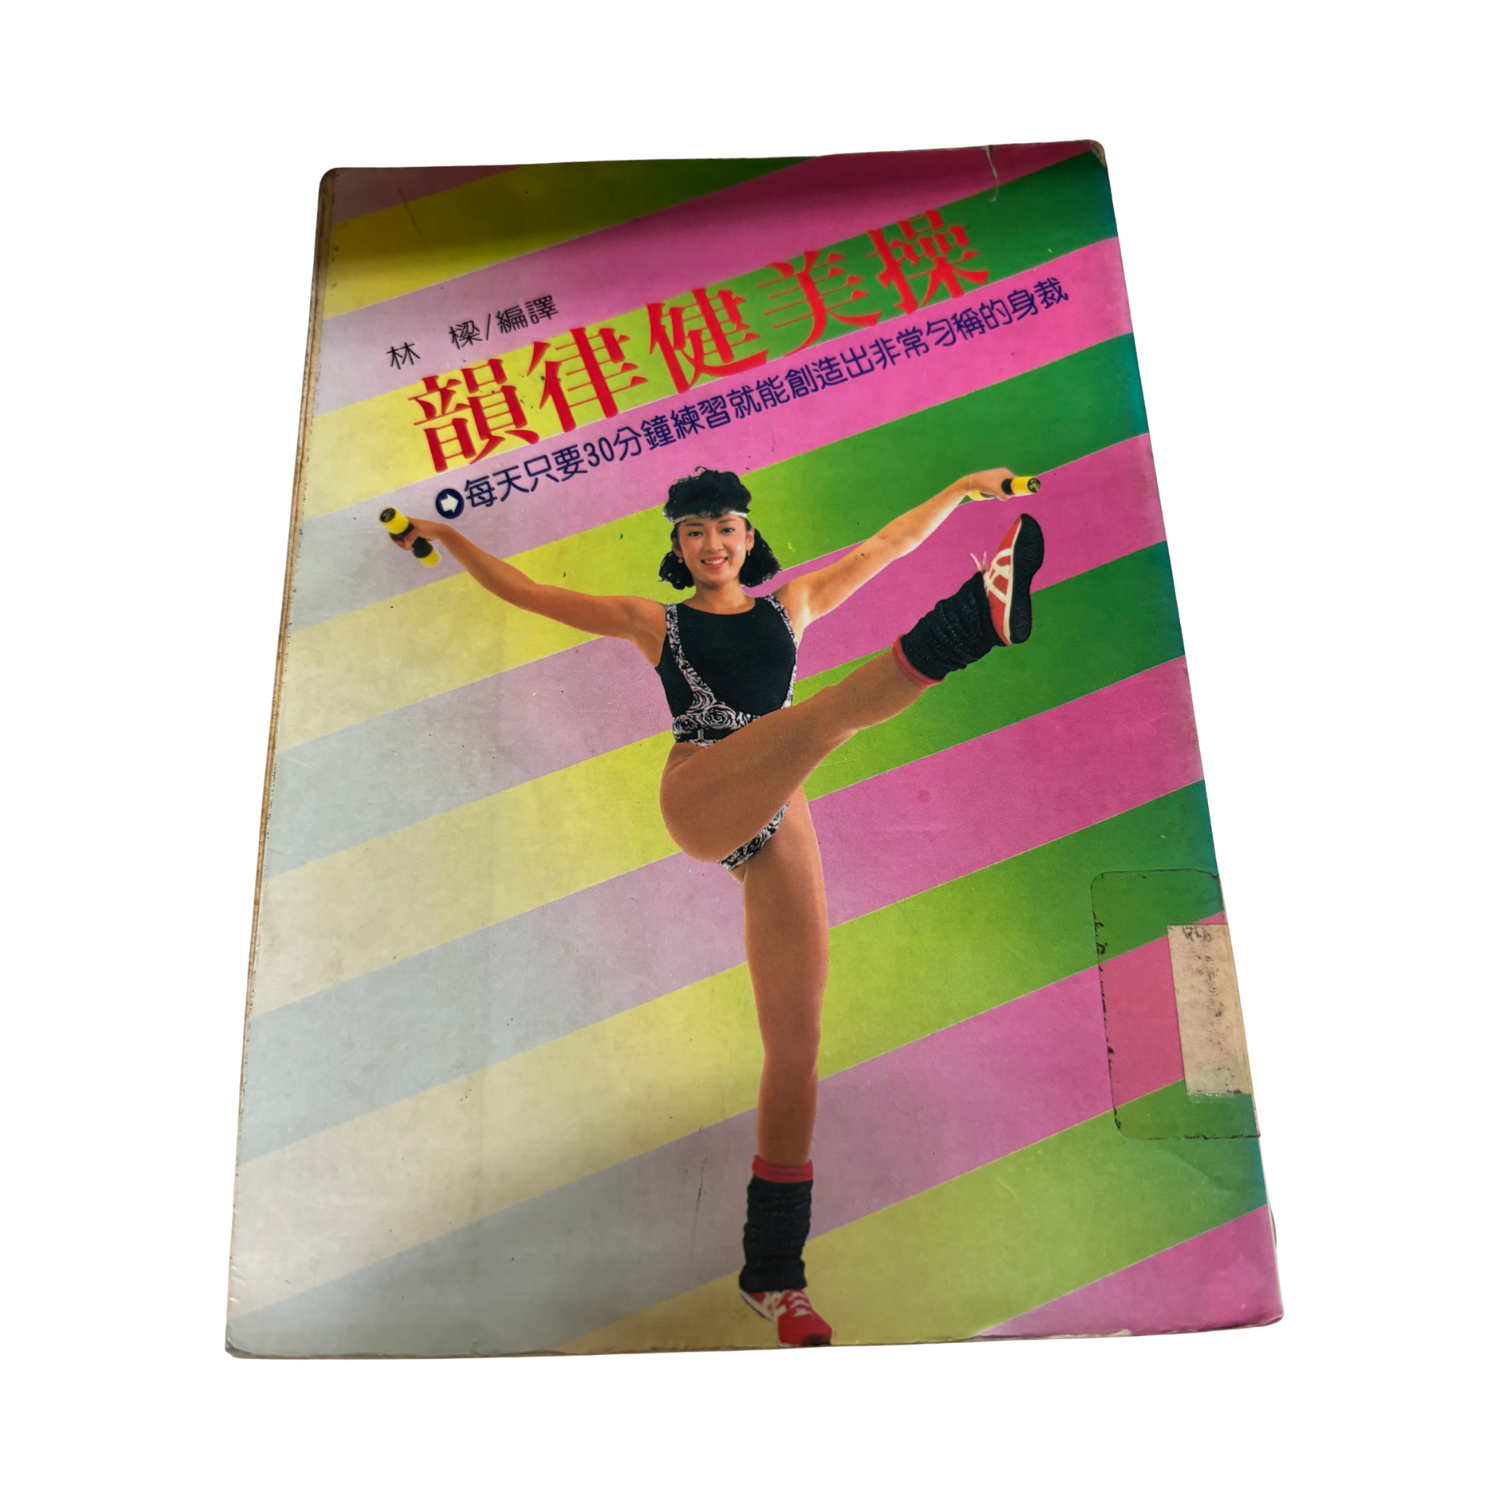 林 樑/編譯
韻律健美操
每天只要30分鐘練習就能創造出非常勻稱的身裁